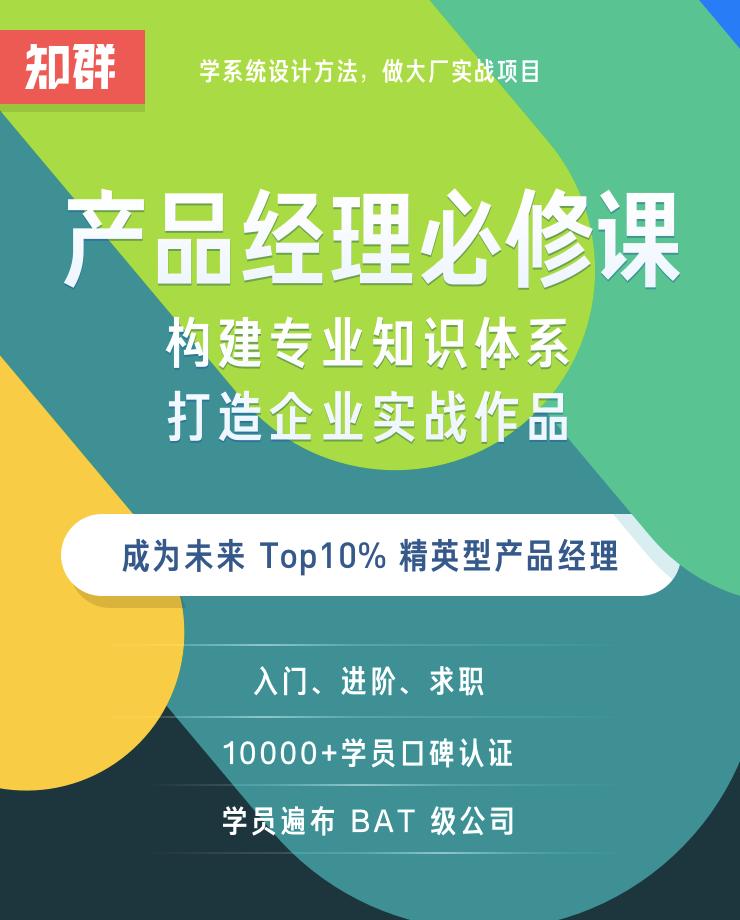 知群
学系统设计方法，做大厂实战项目
产品经理必修课
构建专业知识体系
打造企业实战作品
成为未来 Top10% 精英型产品经理
入门、进阶、求职
10000+学员口碑认证
学员遍布 BAT 级公司